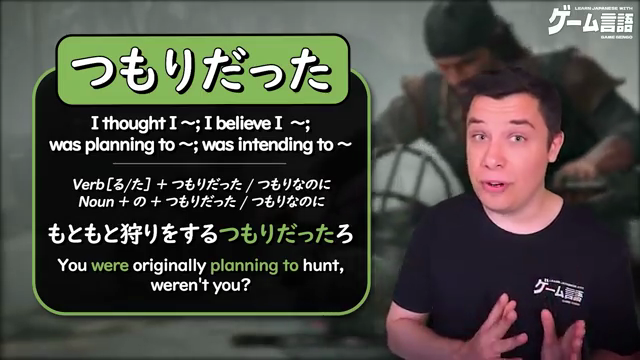 つもりだった
I thought I ～; I believe I ～;
was planning to ～; was intending to ～
Verb［る/た］ + つもりだった / つもりなのに
Noun + の + つもりだった / つもりなのに
もともと狩りをするつもりだったろ
You were originally planning to hunt,
weren't you?
LEARN JAPANESE WITH
ゲーム言語
GAME GENGO
ゲーム言語